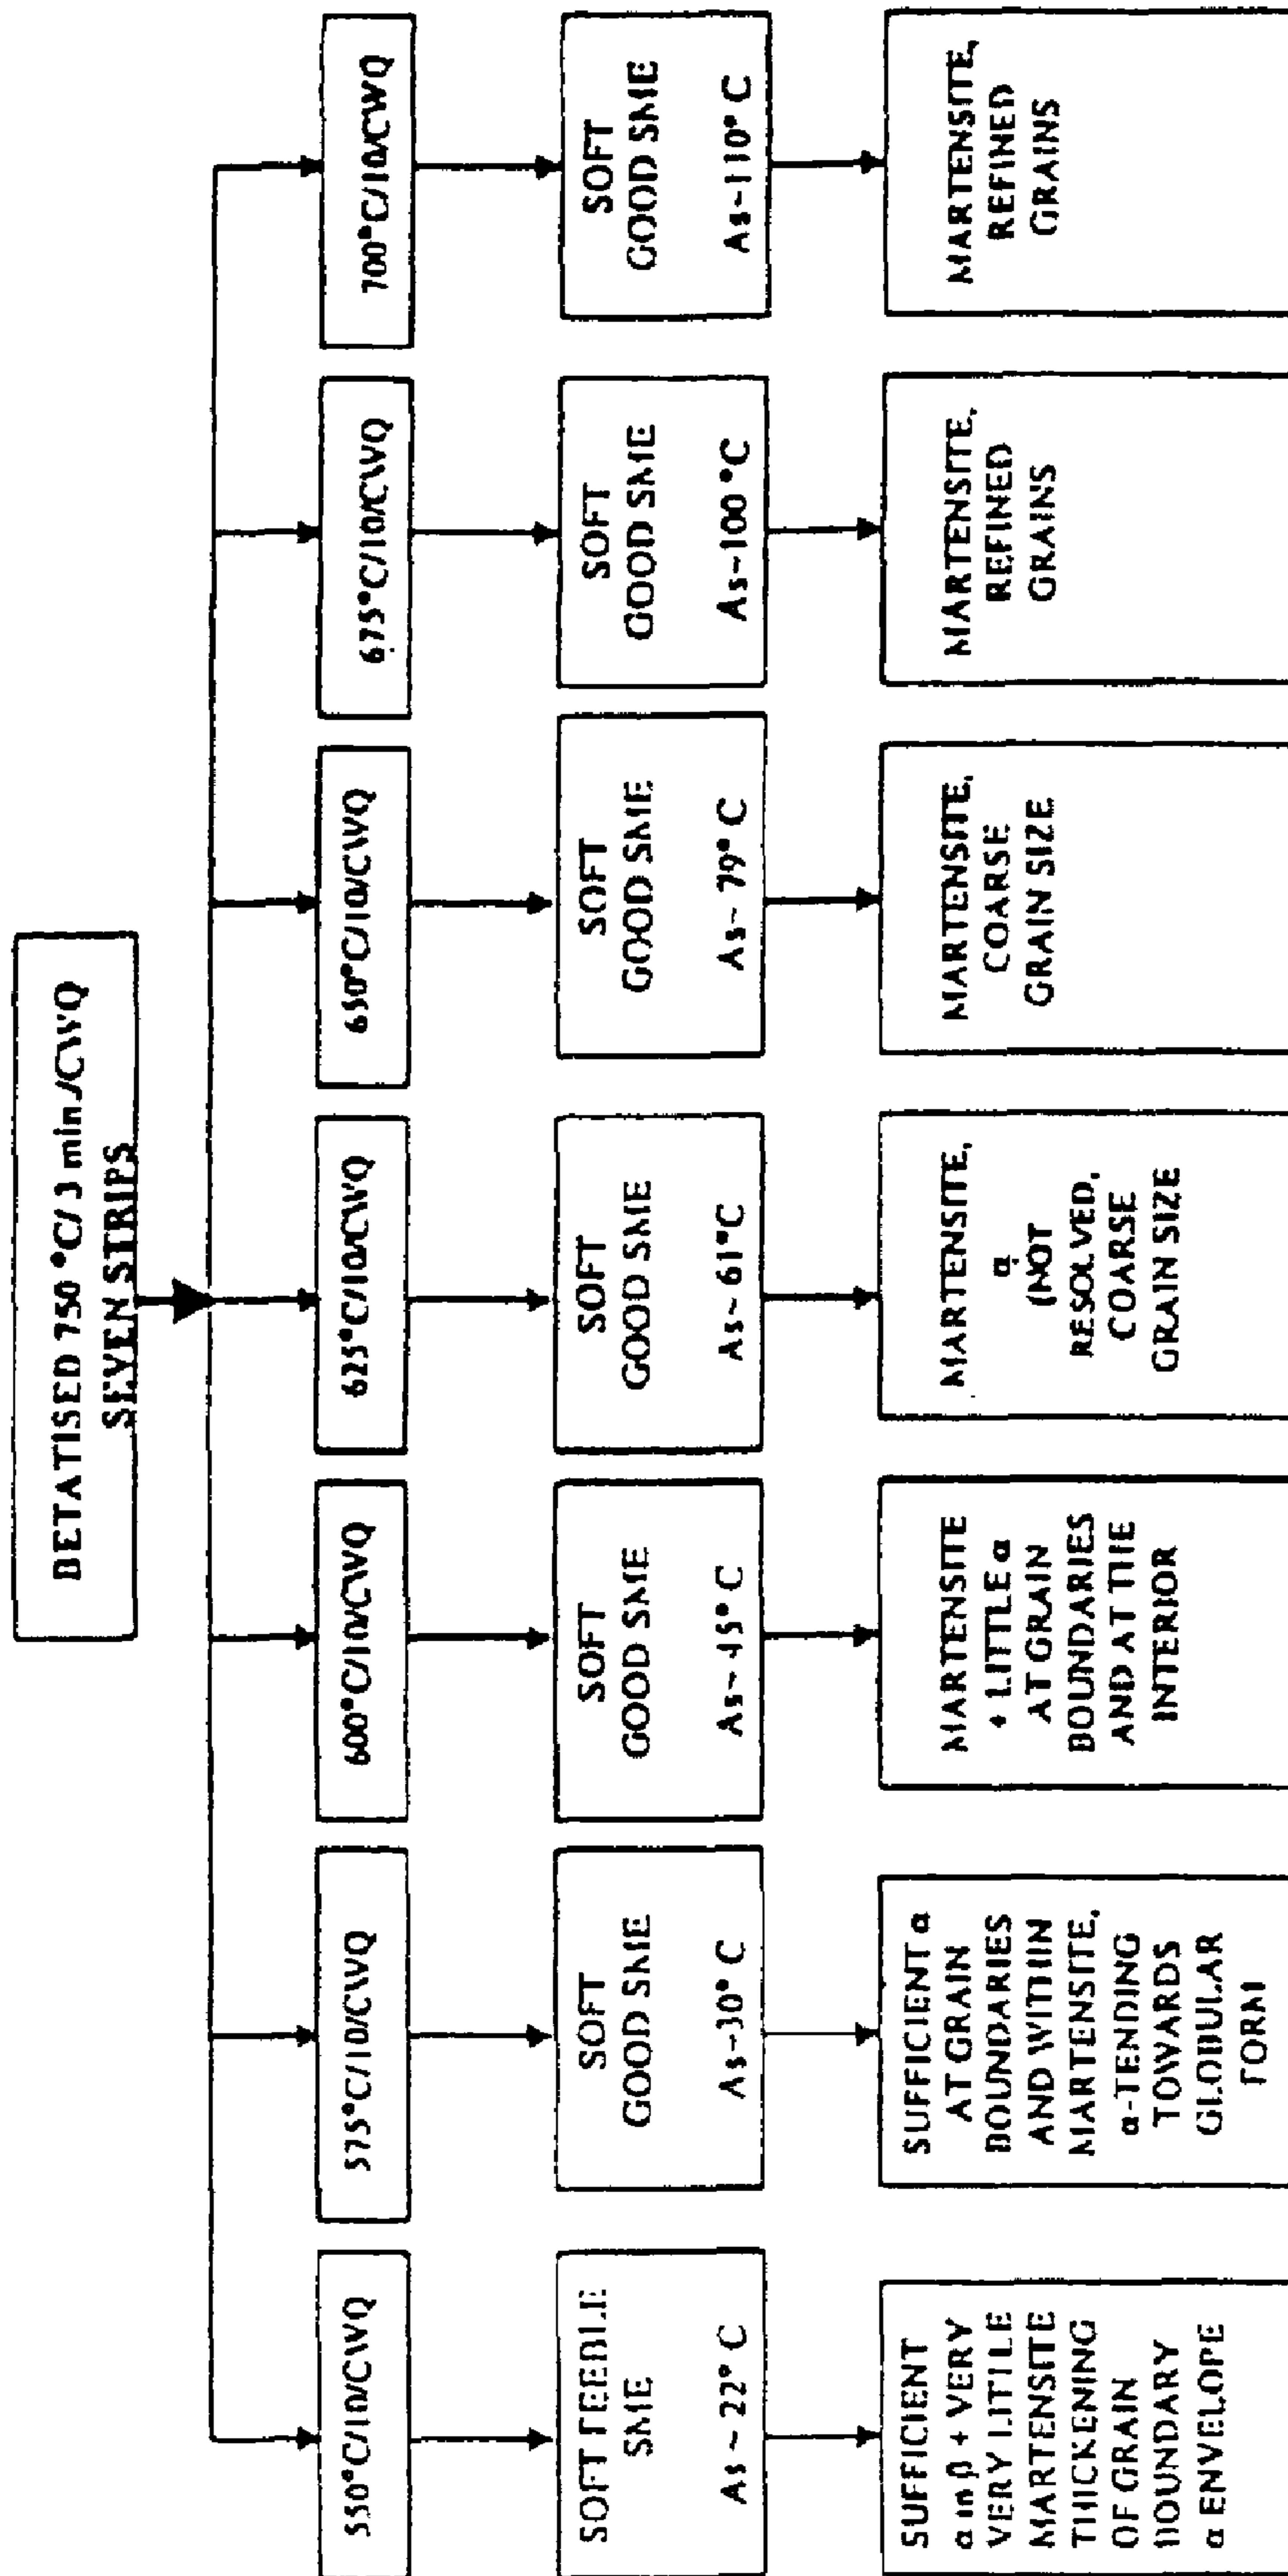 BETATISED 750 °C/ 3 min./CWQ
SEVEN STRIPS
550°C/10/CWQ
575°C/10/CWQ
600°C/10/CWQ
625°C/10/CWQ
650°C/10/CWQ
675°C/10/CWQ
700°C/10/CWQ
SOFT FEEBLE
SME
As ~ 22° C
SOFT
GOOD SME
As~30° C
SOFT
GOOD SME
As~45° C
SOFT
GOOD SME
As~ 61°C
SOFT
GOOD SME
As~ 79° C
SOFT
GOOD SME
As~100 °C
SOFT
GOOD SME
As~110° C
SUFFICIENT
α in β + VERY
VERY LITTLE
MARTENSITE
THICKENING
OF GRAIN
BOUNDARY
α ENVELOPE
SUFFICIENT α
AT GRAIN
BOUNDARIES
AND WITHIN
MARTENSITE,
α-TENDING
TOWARDS
GLOBULAR
FORM
MARTENSITE
+ LITTLE α
AT GRAIN
BOUNDARIES
AND AT THE
INTERIOR
MARTENSITE,
α
(NOT
RESOLVED,
COARSE
GRAIN SIZE
MARTENSITE,
COARSE
GRAIN SIZE
MARTENSITE,
REFINED
GRAINS
MARTENSITE,
REFINED
GRAINS